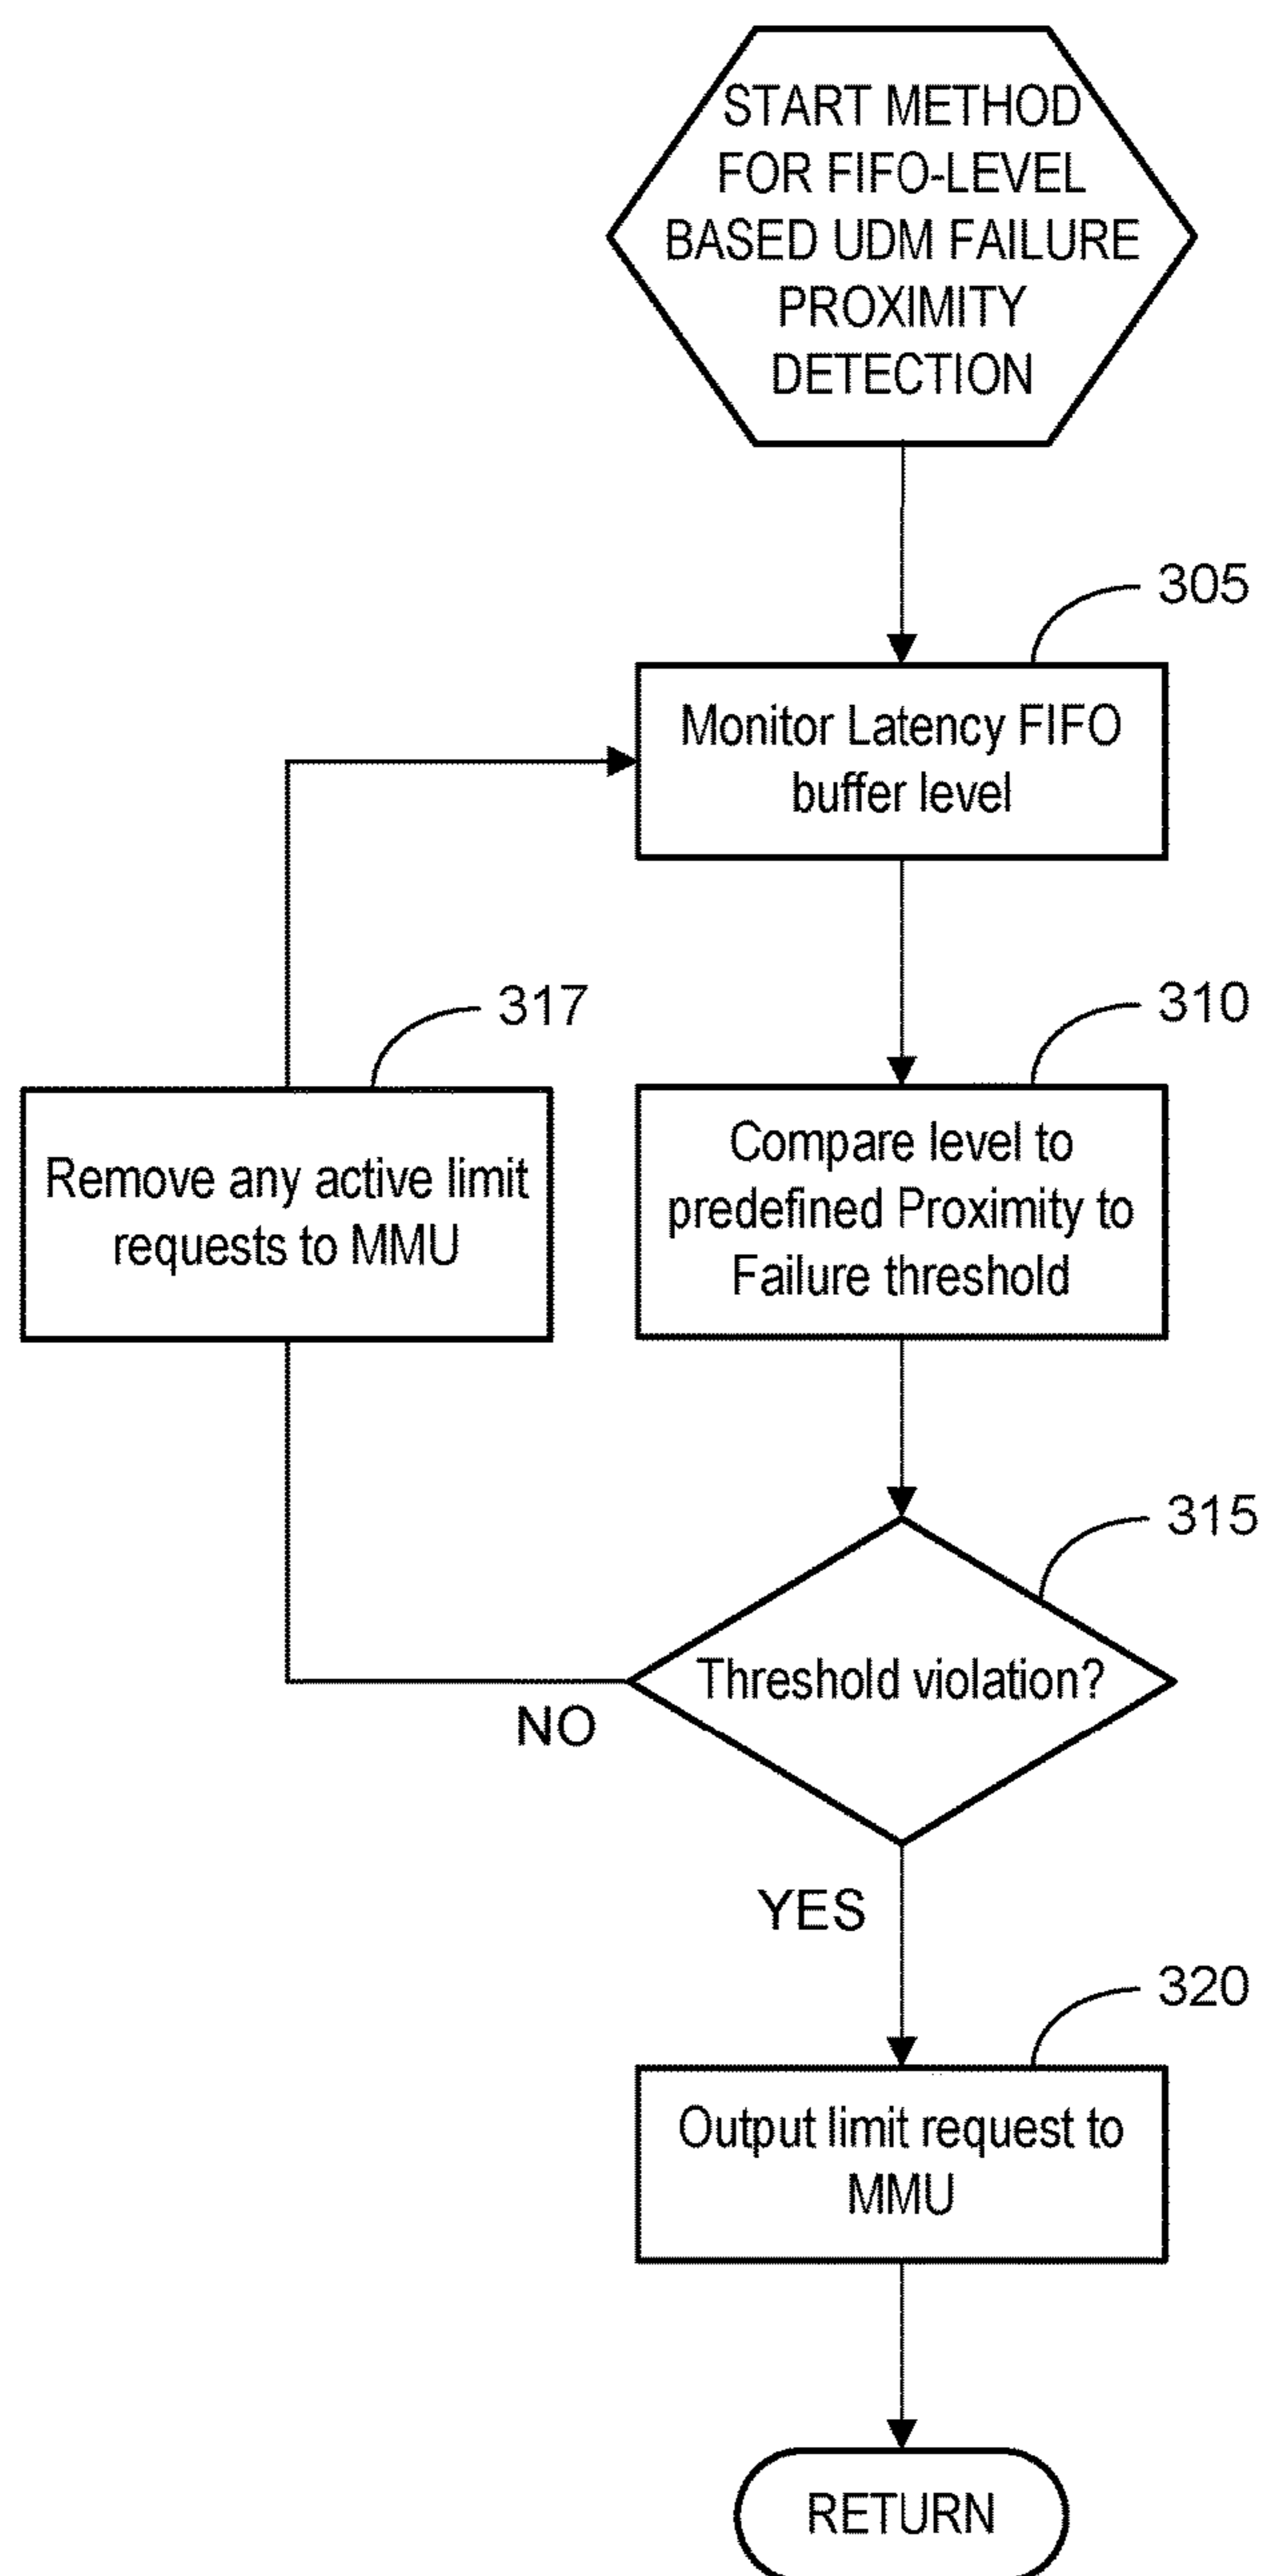 START METHOD
FOR FIFO-LEVEL
BASED UDM FAILURE
PROXIMITY
DETECTION
305
Monitor Latency FIFO
buffer level
317
310
Remove any active limit
requests to MMU
Compare level to
predefined Proximity to
Failure threshold
315
Threshold violation?
NO
YES
320
Output limit request to
MMU
RETURN